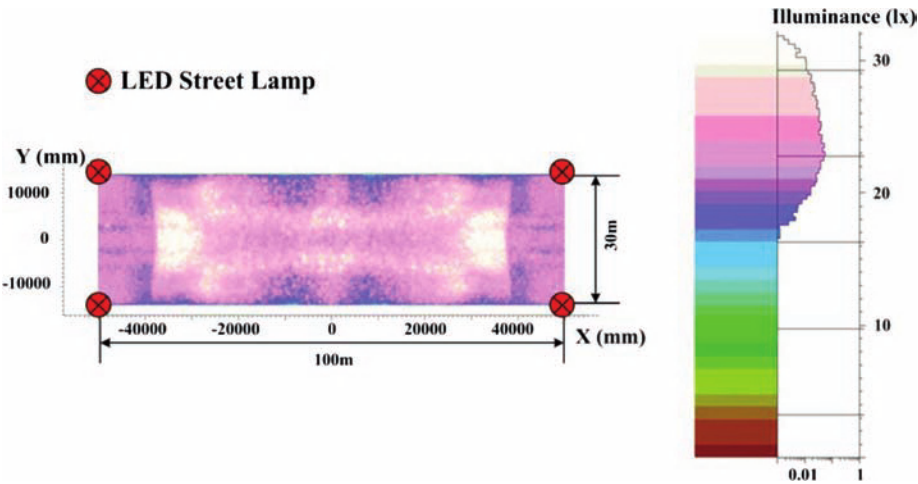 Illuminance (lx)
LED Street Lamp
30
Y (mm)
10000
20
0
30m
-10000
10
-40000 -20000 0 20000 40000
X (mm)
100m
0.01 1